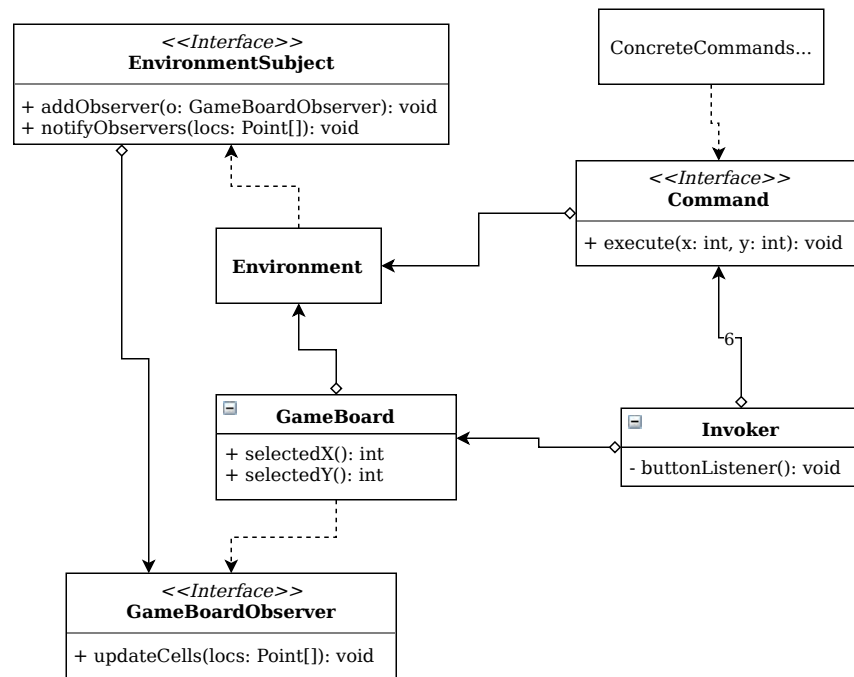 <<Interface>>
EnvironmentSubject
+ addObserver(o: GameBoardObserver): void
+ notifyObservers(locs: Point[]): void
ConcreteCommands...
<<Interface>>
Command
+ execute(x: int, y: int): void
Environment
6
GameBoard
+ selectedX(): int
+ selectedY(): int
Invoker
- buttonListener(): void
<<Interface>>
GameBoardObserver
+ updateCells(locs: Point[]): void